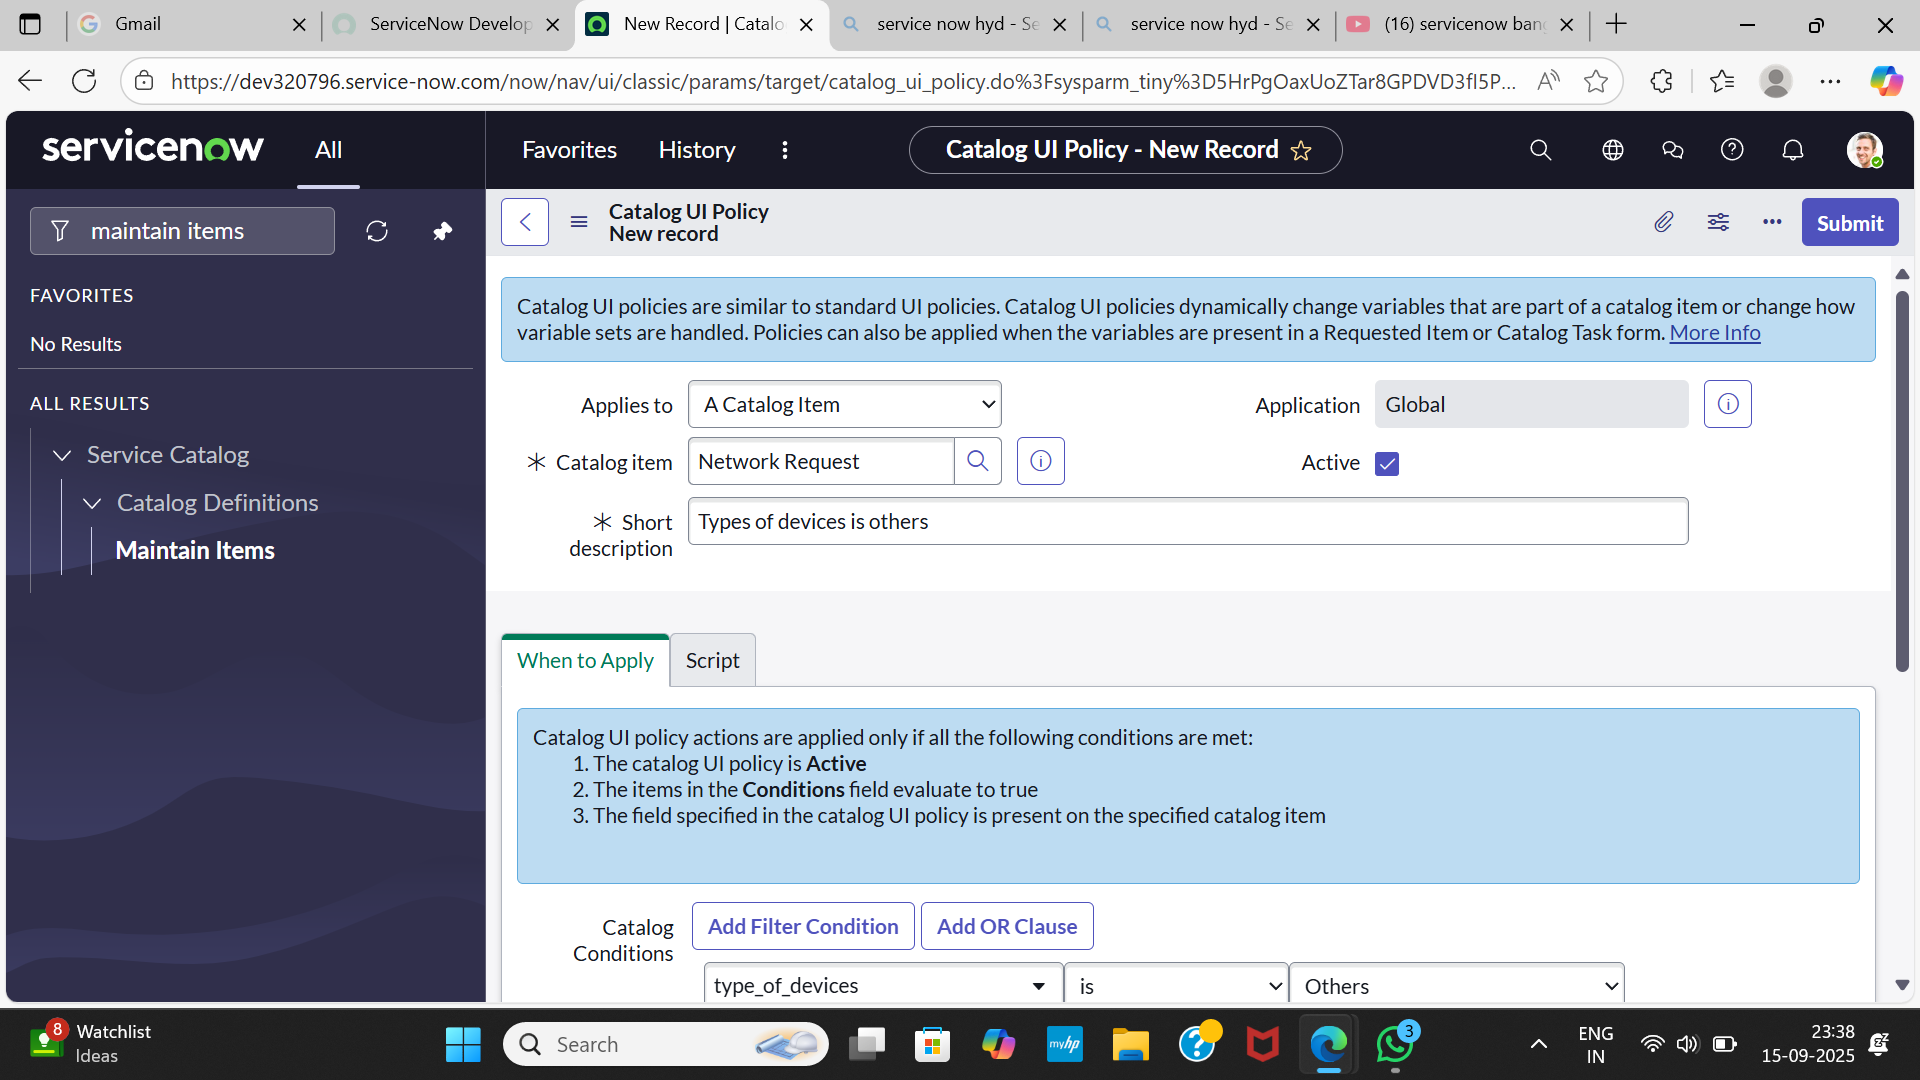 Gmail
ServiceNow Develop
New Record | Catalo
service now hyd - Se
service now hyd - Se
(16) servicenow bang
https://dev320796.service-now.com/now/nav/ui/classic/params/target/catalog_ui_policy.do%3Fsysparm_tiny%3D5HrPgOaxUoZTar8GPDVD3fI5P...
servicenow
All
Favorites
History
Catalog UI Policy - New Record
maintain items
FAVORITES
No Results
ALL RESULTS
Service Catalog
Catalog Definitions
Maintain Items
Catalog UI Policy
New record
Submit
Catalog UI policies are similar to standard UI policies. Catalog UI policies dynamically change variables that are part of a catalog item or change how
variable sets are handled. Policies can also be applied when the variables are present in a Requested Item or Catalog Task form. More Info
Applies to
A Catalog Item
Application
Global
Catalog item
Network Request
Active
Short
description
Types of devices is others
When to Apply
Script
Catalog UI policy actions are applied only if all the following conditions are met:
1. The catalog UI policy is Active
2. The items in the Conditions field evaluate to true
3. The field specified in the catalog UI policy is present on the specified catalog item
Catalog
Conditions
Add Filter Condition
Add OR Clause
type_of_devices
is
Others
8
Watchlist
Ideas
Search
myhp
3
ENG
IN
23:38
15-09-2025